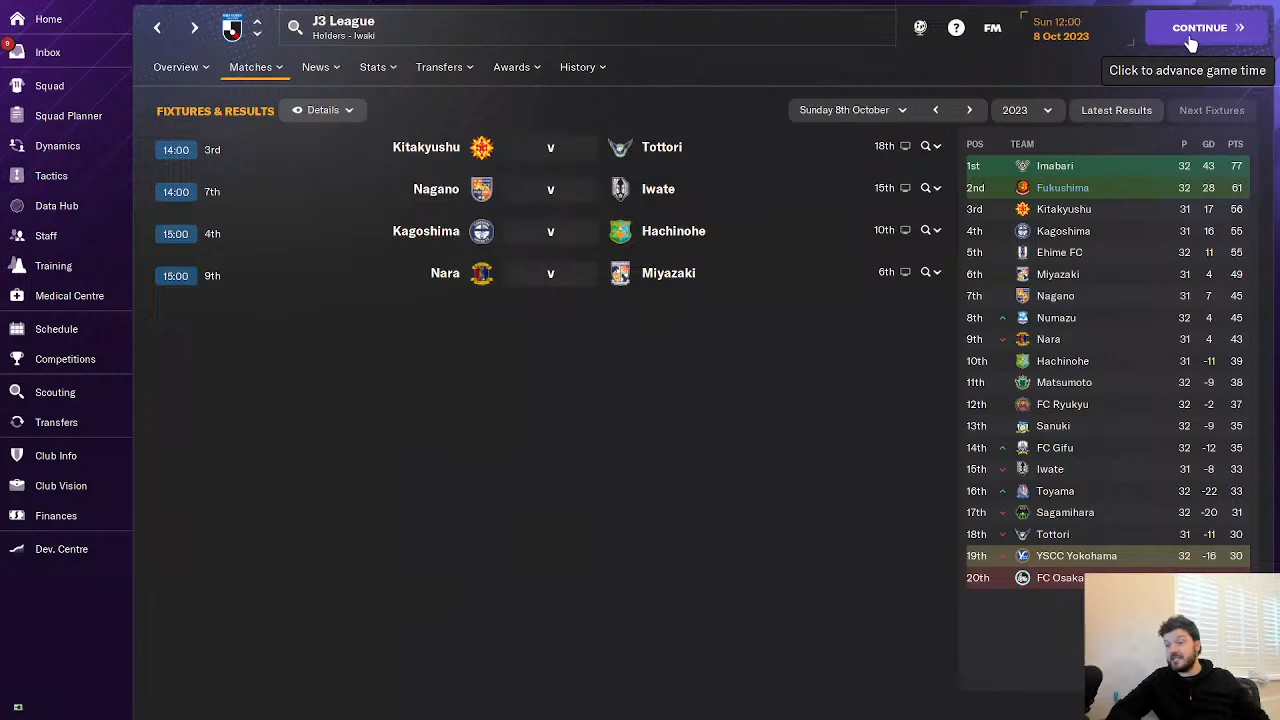 J3 League
Holders - Iwaki
? FM
Sun 12:00
8 Oct 2023
CONTINUE
Click to advance game time
Overview Matches News Stats Transfers Awards History
9
Inbox
Squad
Squad Planner
Dynamics
Tactics
Data Hub
Staff
Training
Medical Centre
Schedule
Competitions
Scouting
Transfers
Club Info
Club Vision
Finances
Dev. Centre
FIXTURES & RESULTS Details
Sunday 8th October 2023 Latest Results Next Fixtures
14:00 3rd Kitakyushu v Tottori 18th
14:00 7th Nagano v Iwate 15th
15:00 4th Kagoshima v Hachinohe 10th
15:00 9th Nara v Miyazaki 6th
POS TEAM P GD PTS
1st Imabari 32 43 77
2nd Fukushima 32 28 61
3rd Kitakyushu 31 17 56
4th Kagoshima 31 16 55
5th Ehime FC 32 11 55
6th Miyazaki 31 4 49
7th Nagano 31 7 45
8th Numazu 32 4 45
9th Nara 31 4 43
10th Hachinohe 31 -11 39
11th Matsumoto 32 -9 38
12th FC Ryukyu 32 -2 37
13th Sanuki 32 -9 35
14th FC Gifu 32 -12 35
15th Iwate 31 -8 33
16th Toyama 32 -22 33
17th Sagamihara 32 -20 31
18th Tottori 31 -11 30
19th YSCC Yokohama 32 -16 30
20th FC Osaka